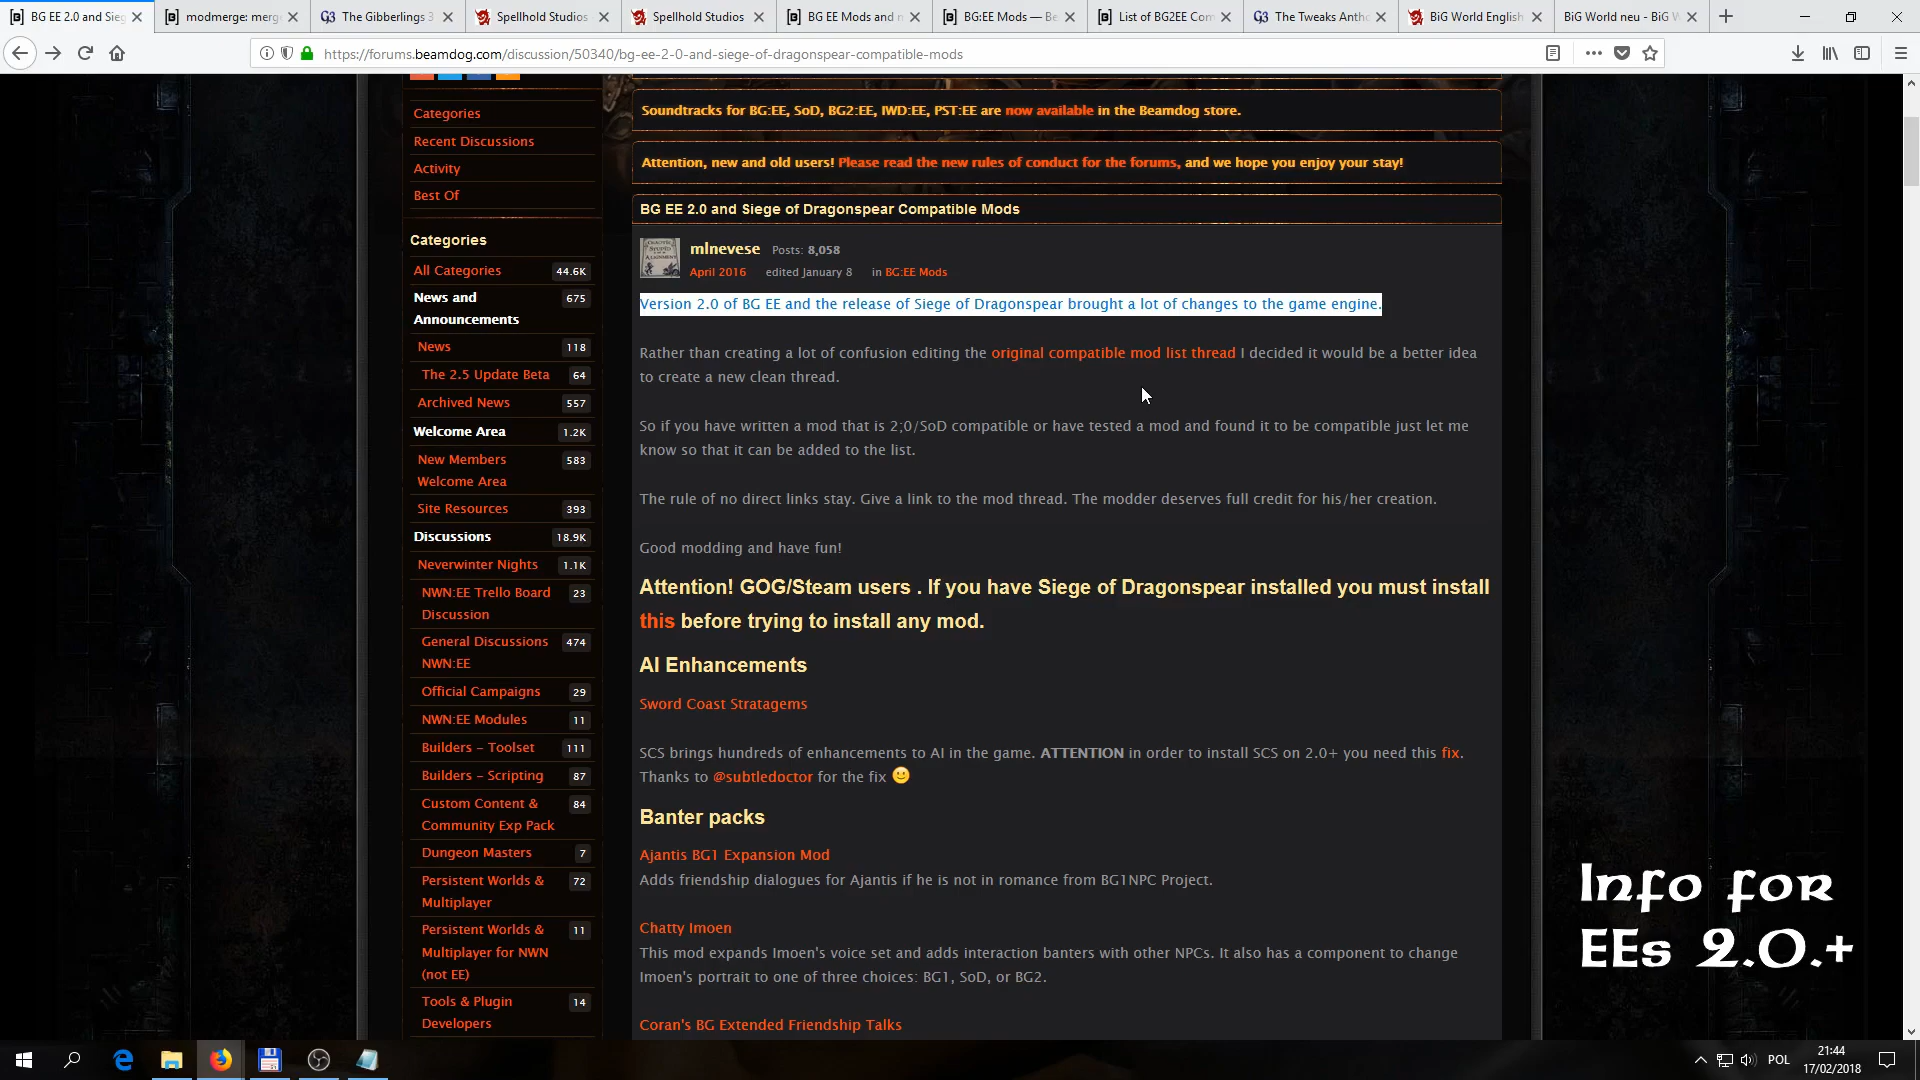 BG EE 2.0 and Sieg
modmerge: merg
The Gibberlings 3
Spellhold Studios
Spellhold Studios
BG EE Mods and n
BG:EE Mods — Be
List of BG2EE Com
The Tweaks Antho
BiG World English
BiG World neu - BiG W
https://forums.beamdog.com/discussion/50340/bg-ee-2-0-and-siege-of-dragonspear-compatible-mods
Categories
Recent Discussions
Activity
Best Of
Categories
All Categories 44.6K
News and 675
Announcements
News 118
The 2.5 Update Beta 64
Archived News 557
Welcome Area 1.2K
New Members 583
Welcome Area
Site Resources 393
Discussions 18.9K
Neverwinter Nights 1.1K
NWN:EE Trello Board 23
Discussion
General Discussions 474
NWN:EE
Official Campaigns 29
NWN:EE Modules 11
Builders – Toolset 111
Builders – Scripting 87
Custom Content & 84
Community Exp Pack
Dungeon Masters 7
Persistent Worlds & 72
Multiplayer
Persistent Worlds & 11
Multiplayer for NWN
(not EE)
Tools & Plugin 14
Developers
Soundtracks for BG:EE, SoD, BG2:EE, IWD:EE, PST:EE are now available in the Beamdog store.
Attention, new and old users! Please read the new rules of conduct for the forums, and we hope you enjoy your stay!
BG EE 2.0 and Siege of Dragonspear Compatible Mods
mlnevese Posts: 8,058
April 2016 edited January 8 in BG:EE Mods
Version 2.0 of BG EE and the release of Siege of Dragonspear brought a lot of changes to the game engine.
Rather than creating a lot of confusion editing the original compatible mod list thread I decided it would be a better idea
to create a new clean thread.
So if you have written a mod that is 2;0/SoD compatible or have tested a mod and found it to be compatible just let me
know so that it can be added to the list.
The rule of no direct links stay. Give a link to the mod thread. The modder deserves full credit for his/her creation.
Good modding and have fun!
Attention! GOG/Steam users . If you have Siege of Dragonspear installed you must install
this before trying to install any mod.
AI Enhancements
Sword Coast Stratagems
SCS brings hundreds of enhancements to AI in the game. ATTENTION in order to install SCS on 2.0+ you need this fix.
Thanks to @subtledoctor for the fix
Banter packs
Ajantis BG1 Expansion Mod
Adds friendship dialogues for Ajantis if he is not in romance from BG1NPC Project.
Chatty Imoen
This mod expands Imoen's voice set and adds interaction banters with other NPCs. It also has a component to change
Imoen's portrait to one of three choices: BG1, SoD, or BG2.
Coran's BG Extended Friendship Talks
Info for
EEs 2.0.+
POL
21:44
17/02/2018